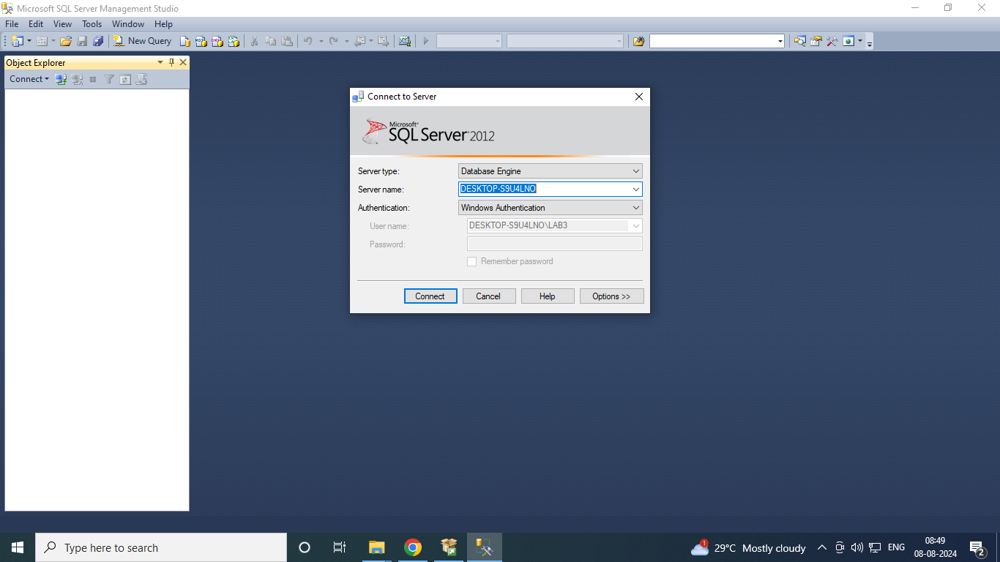 Microsoft SQL Server Management Studio
File Edit View Tools Window Help
New Query
Object Explorer
Connect
Connect to Server
Microsoft®
SQL Server® 2012
Server type: Database Engine
Server name: DESKTOP-S9U4LNO
Authentication: Windows Authentication
User name: DESKTOP-S9U4LNO\LAB3
Password:
Remember password
Connect Cancel Help Options >>
Type here to search
1
29°C Mostly cloudy
ENG
08:49
08-08-2024
2